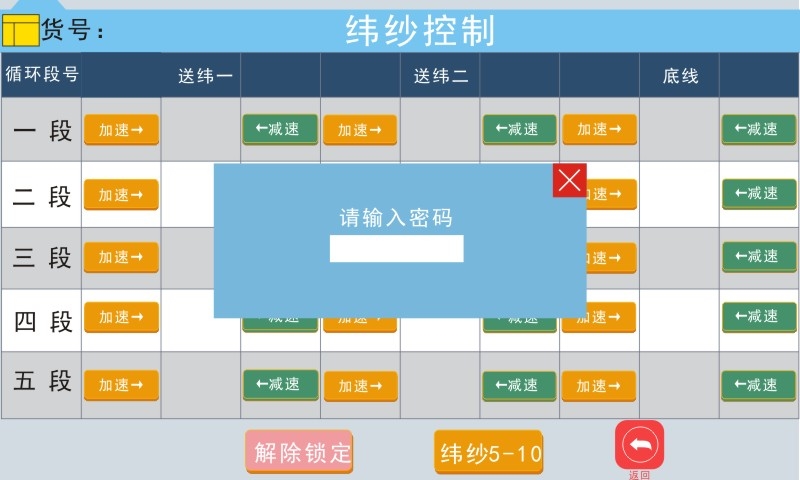 货号：
纬纱控制
循环段号 送纬一 送纬二 底线
一 段 加速→ ←减速 加速→ ←减速 加速→ ←减速
二 段 加速→ 加速→ ←减速
请输入密码
三 段 加速→ 加速→ ←减速
四 段 加速→ ←减速 加速→ ←减速 加速→ ←减速
五 段 加速→ ←减速 加速→ ←减速 加速→ ←减速
解除锁定 纬纱5-10
返回